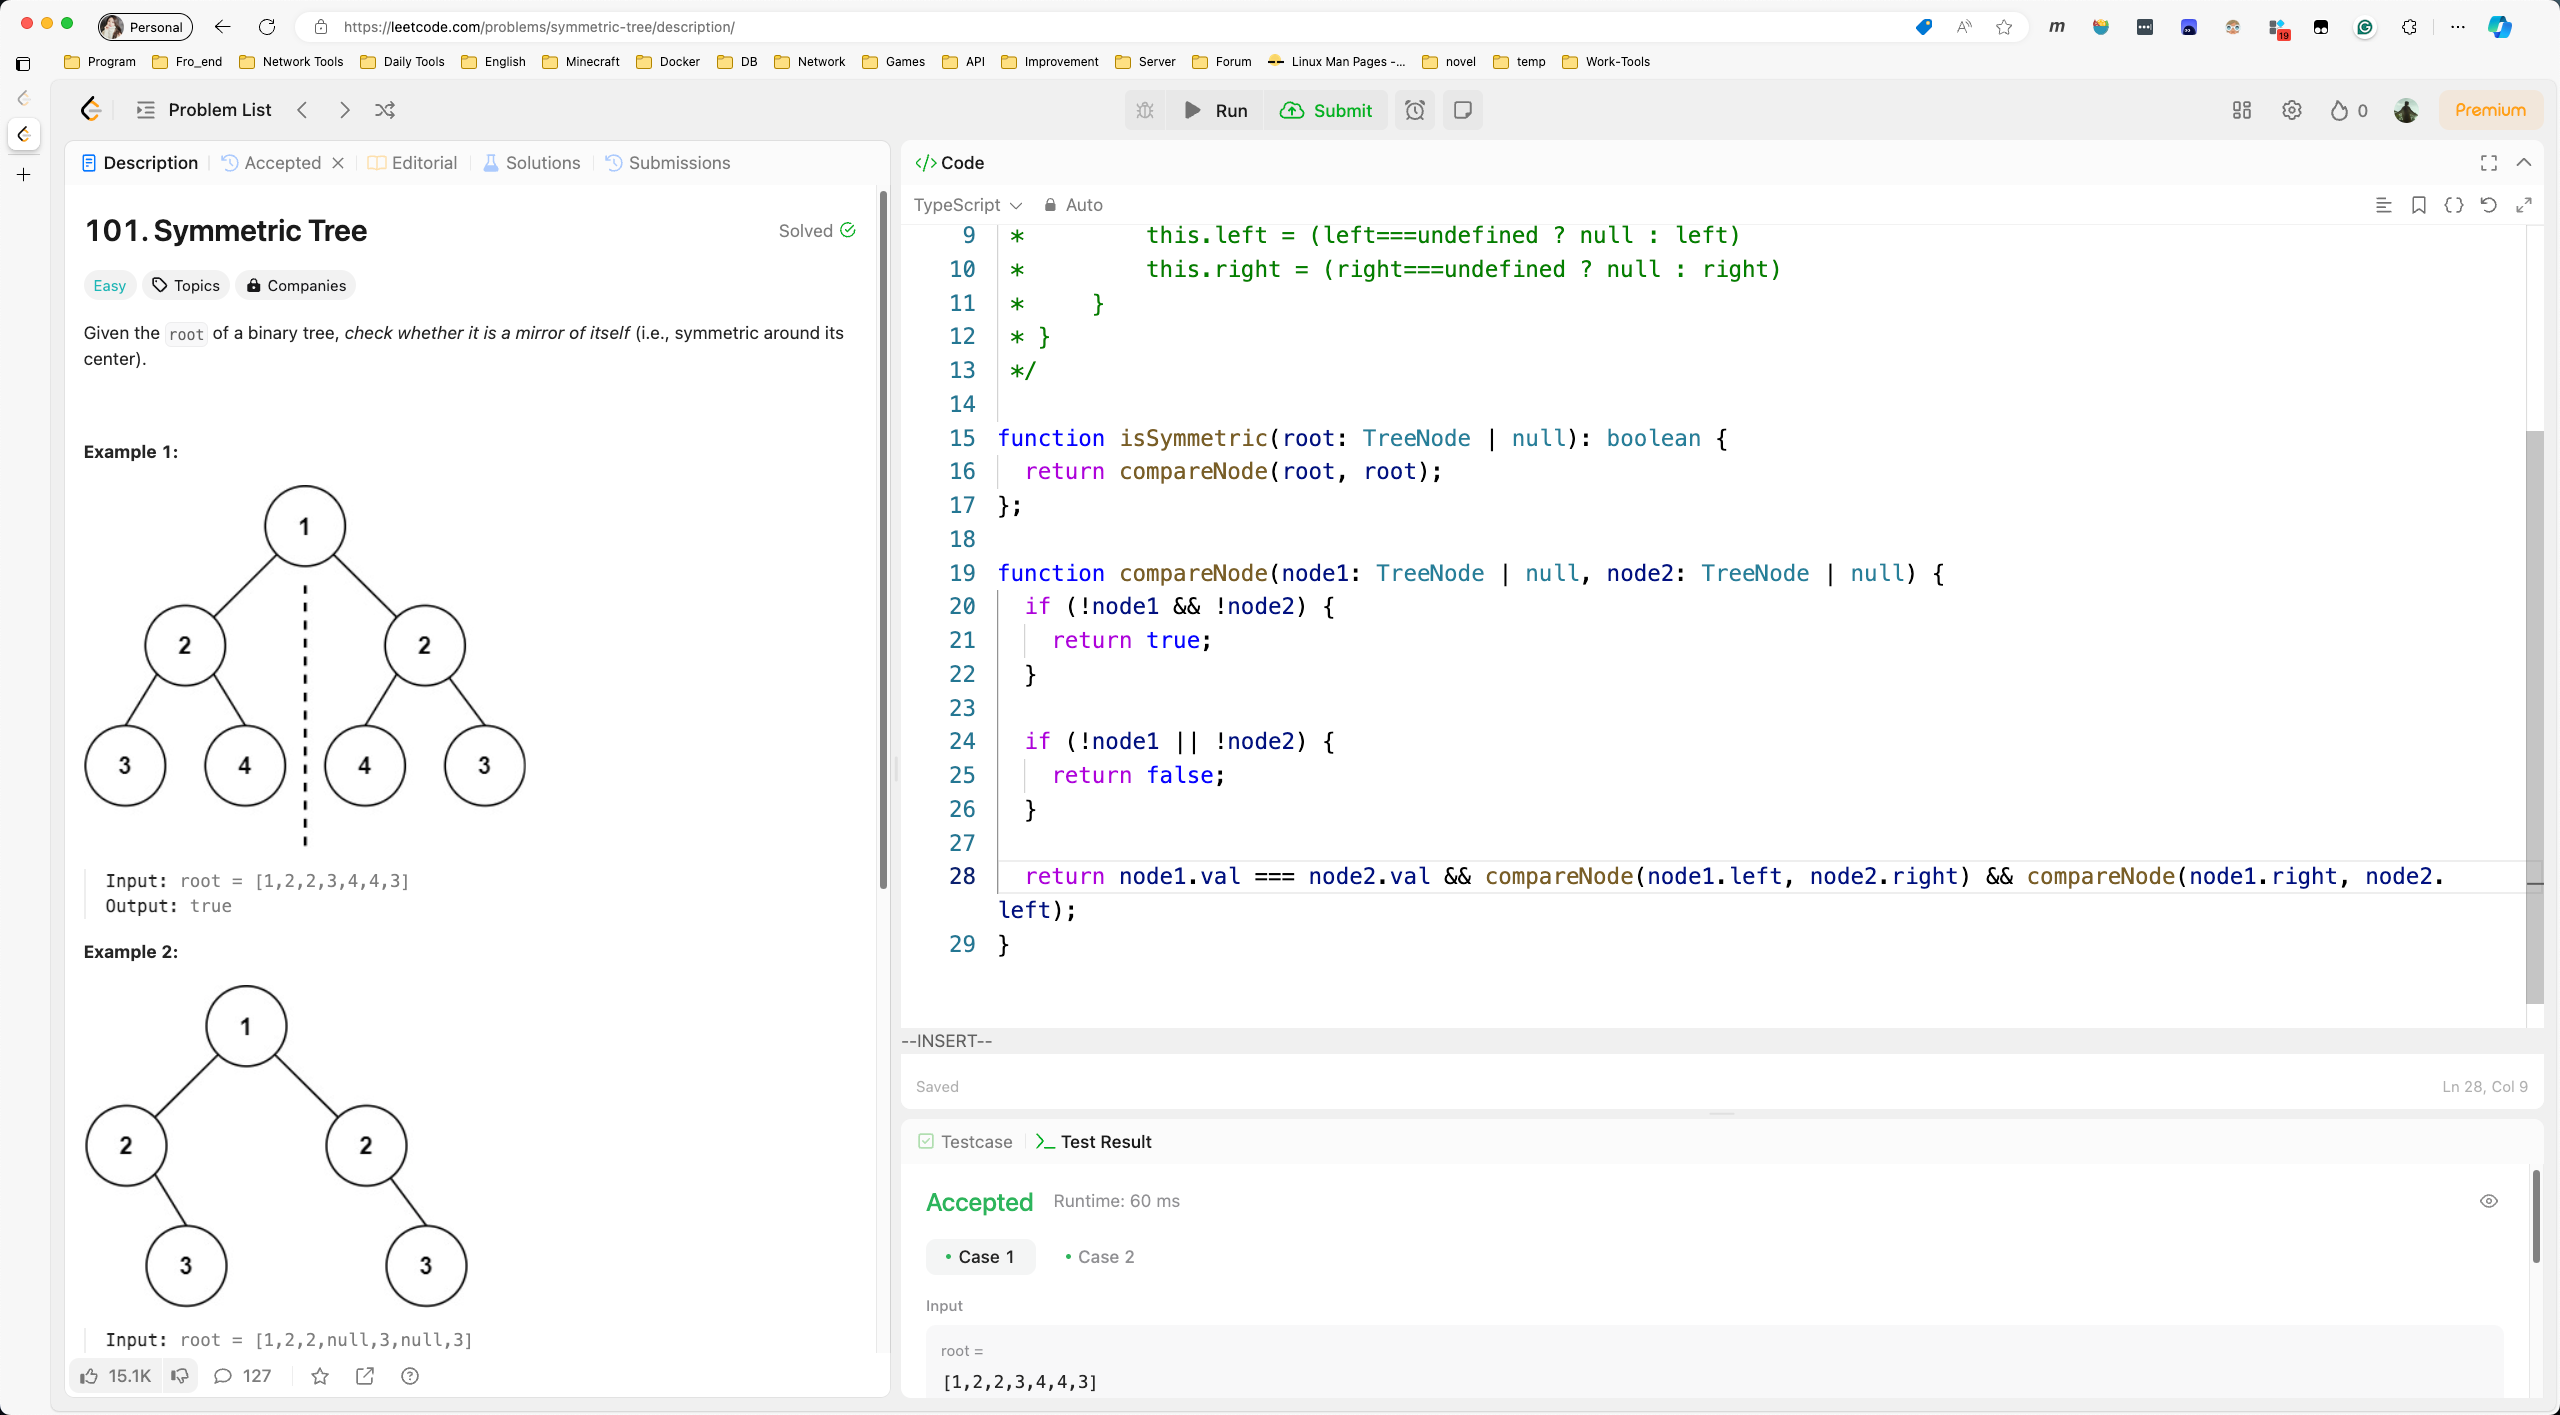 Personal
https://leetcode.com/problems/symmetric-tree/description/
19
Program Fro_end Network Tools Daily Tools English Minecraft Docker DB Network Games API Improvement Server Forum Linux Man Pages -... novel temp Work-Tools
Problem List
Run Submit
0
Premium
Description Accepted Editorial Solutions Submissions
101. Symmetric Tree
Solved
Easy Topics Companies
Given the root of a binary tree, check whether it is a mirror of itself (i.e., symmetric around its
center).
Example 1:
1
2 2
3 4 4 3
Input: root = [1,2,2,3,4,4,3]
Output: true
Example 2:
1
2 2
3 3
Input: root = [1,2,2,null,3,null,3]
15.1K 127
</> Code
TypeScript Auto
9 * this.left = (left===undefined ? null : left)
10 * this.right = (right===undefined ? null : right)
11 * }
12 * }
13 */
14
15 function isSymmetric(root: TreeNode | null): boolean {
16 return compareNode(root, root);
17 };
18
19 function compareNode(node1: TreeNode | null, node2: TreeNode | null) {
20 if (!node1 && !node2) {
21 return true;
22 }
23
24 if (!node1 || !node2) {
25 return false;
26 }
27
28 return node1.val === node2.val && compareNode(node1.left, node2.right) && compareNode(node1.right, node2.
left);
29 }
--INSERT--
Saved
Ln 28, Col 9
Testcase Test Result
Accepted Runtime: 60 ms
Case 1 Case 2
Input
root =
[1,2,2,3,4,4,3]